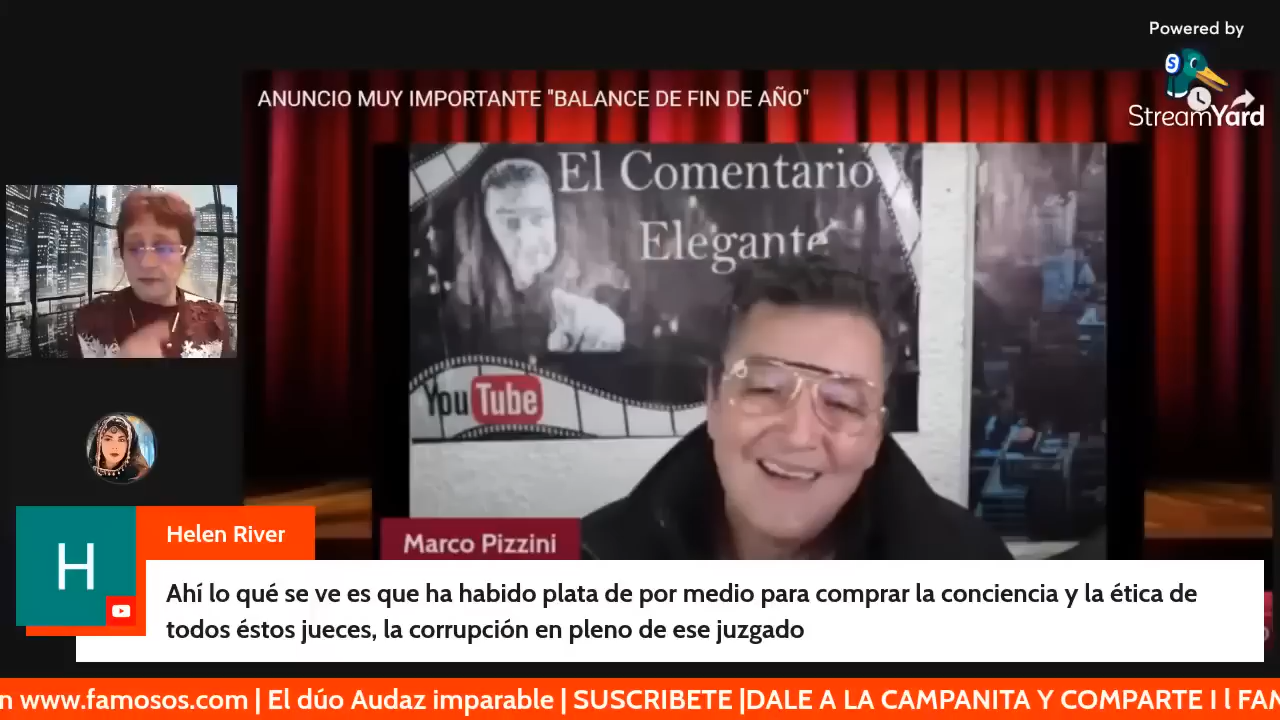 Powered by
StreamYard
ANUNCIO MUY IMPORTANTE "BALANCE DE FIN DE AÑO"
El Comentario
Elegante
YouTube
Marco Pizzini
H
Helen River
Ahí lo qué se ve es que ha habido plata de por medio para comprar la conciencia y la ética de
todos éstos jueces, la corrupción en pleno de ese juzgado
n www.famosos.com | El dúo Audaz imparable | SUSCRIBETE |DALE A LA CAMPANITA Y COMPARTE I l FAM